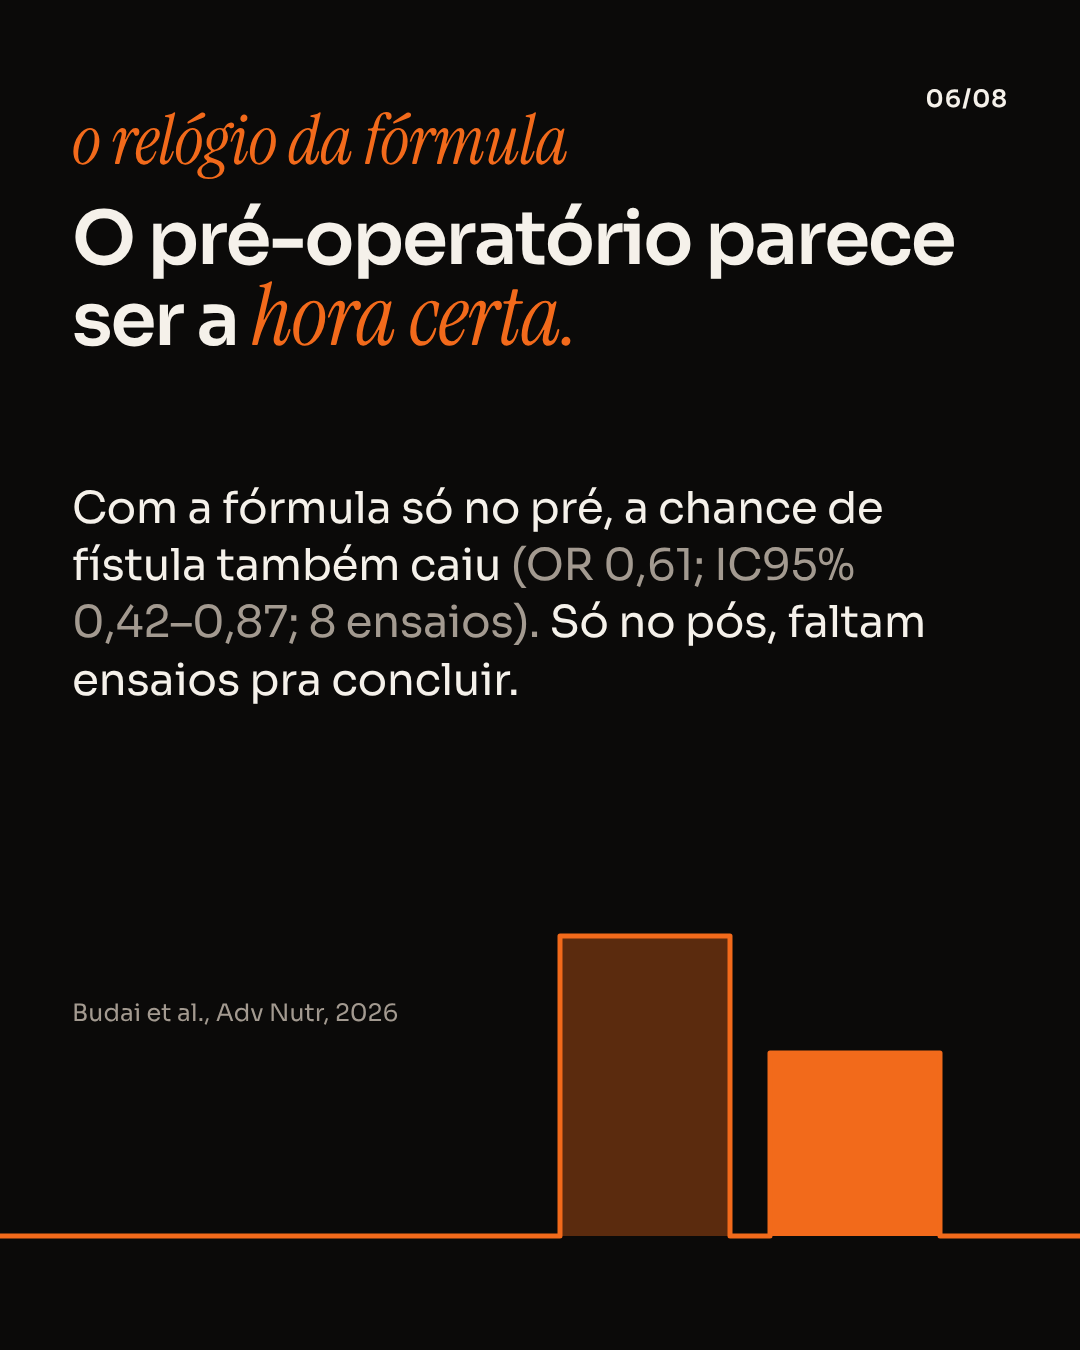 06/08
o relógio da fórmula
O pré-operatório parece
ser a hora certa.
Com a fórmula só no pré, a chance de
fístula também caiu (OR 0,61; IC95%
0,42–0,87; 8 ensaios). Só no pós, faltam
ensaios pra concluir.
Budai et al., Adv Nutr, 2026